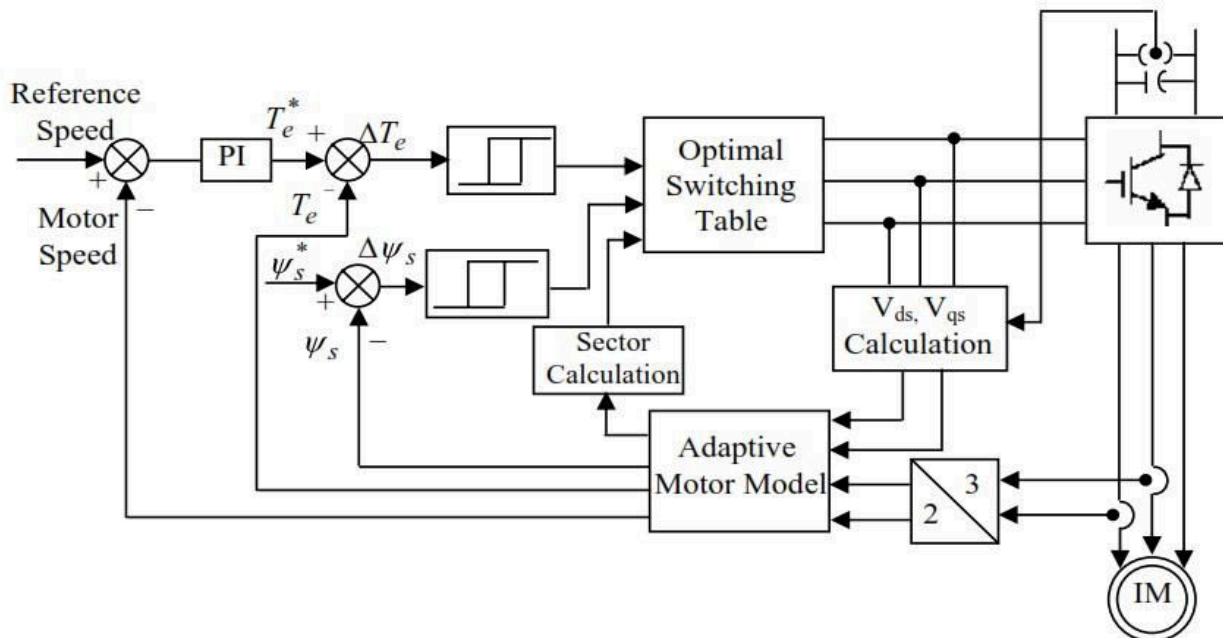 Reference
Speed
+
Motor
Speed
−
PI
T_e^*
+
ΔT_e
T_e
-
ψ_s^*
+
Δψ_s
ψ_s
−
Optimal
Switching
Table
Sector
Calculation
V_ds, V_qs
Calculation
Adaptive
Motor Model
3
2
IM